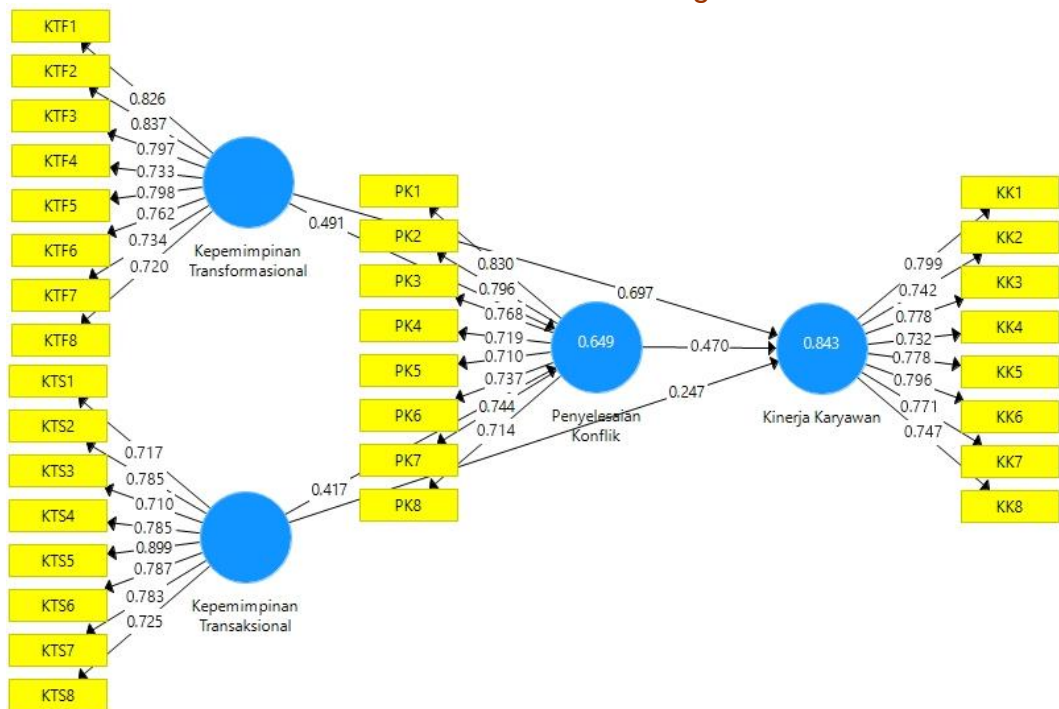 KTF1
KTF2
KTF3
KTF4
KTF5
KTF6
KTF7
KTF8
0.826
0.837
0.797
0.733
0.798
0.762
0.734
0.720
Kepemimpinan
Transformasional
KTS1
KTS2
KTS3
KTS4
KTS5
KTS6
KTS7
KTS8
0.717
0.785
0.710
0.785
0.899
0.787
0.783
0.725
Kepemimpinan
Transaksional
0.491
0.417
PK1
PK2
PK3
PK4
PK5
PK6
PK7
PK8
0.830
0.796
0.768
0.719
0.710
0.737
0.744
0.714
0.649
Penyelesaian
Konflik
0.697
0.470
0.247
0.843
Kinerja Karyawan
0.799
0.742
0.778
0.732
0.778
0.796
0.771
0.747
KK1
KK2
KK3
KK4
KK5
KK6
KK7
KK8